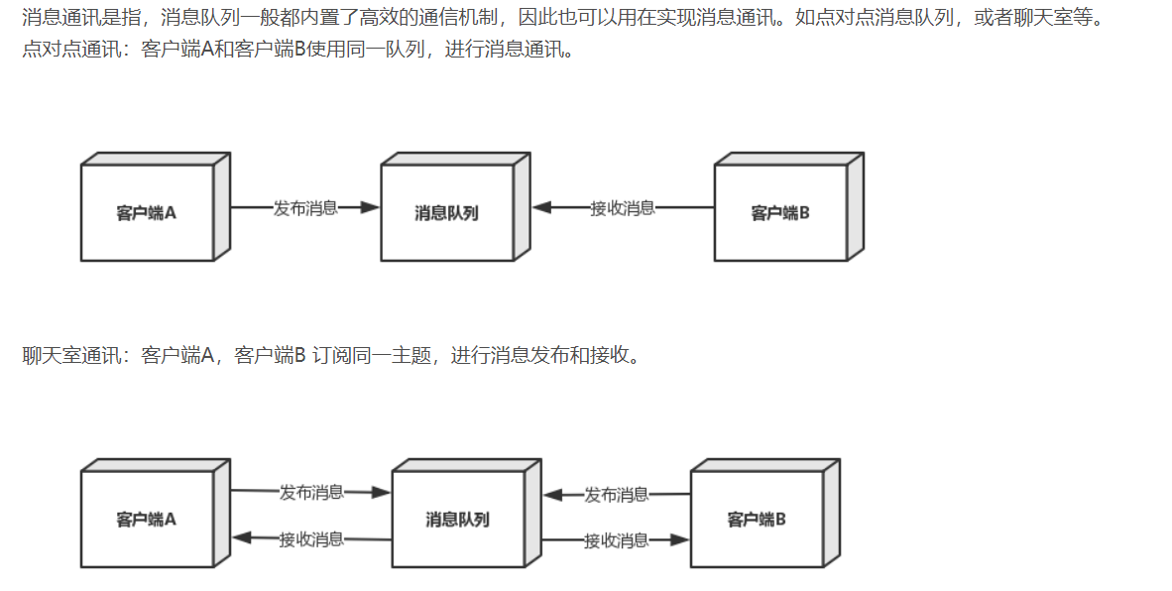 消息通讯是指，消息队列一般都内置了高效的通信机制，因此也可以用在实现消息通讯。如点对点消息队列，或者聊天室等。
点对点通讯：客户端A和客户端B使用同一队列，进行消息通讯。
客户端A
发布消息
消息队列
接收消息
客户端B
聊天室通讯：客户端A，客户端B 订阅同一主题，进行消息发布和接收。
客户端A
发布消息
接收消息
消息队列
发布消息
接收消息
客户端B